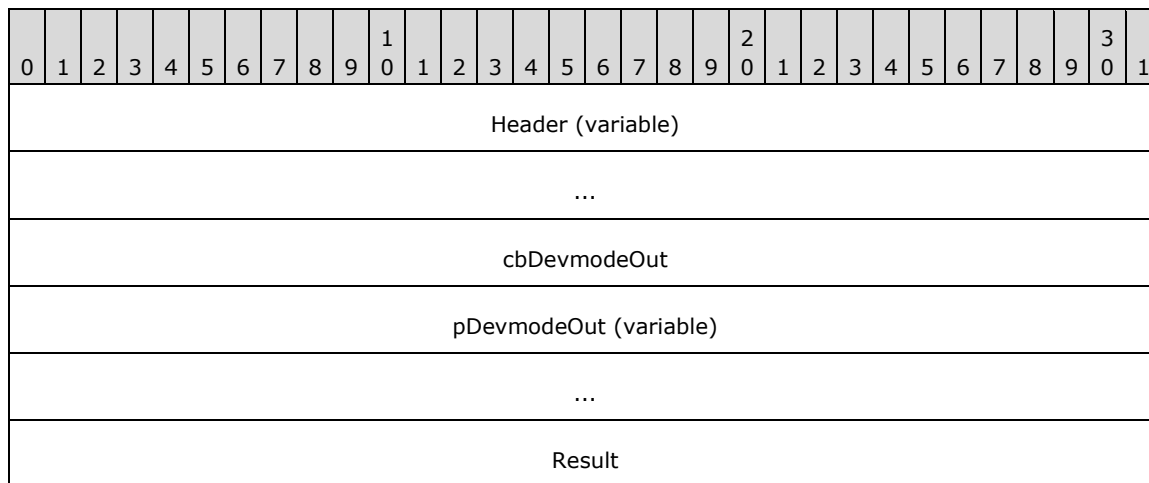 1 2 3
0 1 2 3 4 5 6 7 8 9 0 1 2 3 4 5 6 7 8 9 0 1 2 3 4 5 6 7 8 9 0 1
Header (variable)
...
cbDevmodeOut
pDevmodeOut (variable)
...
Result